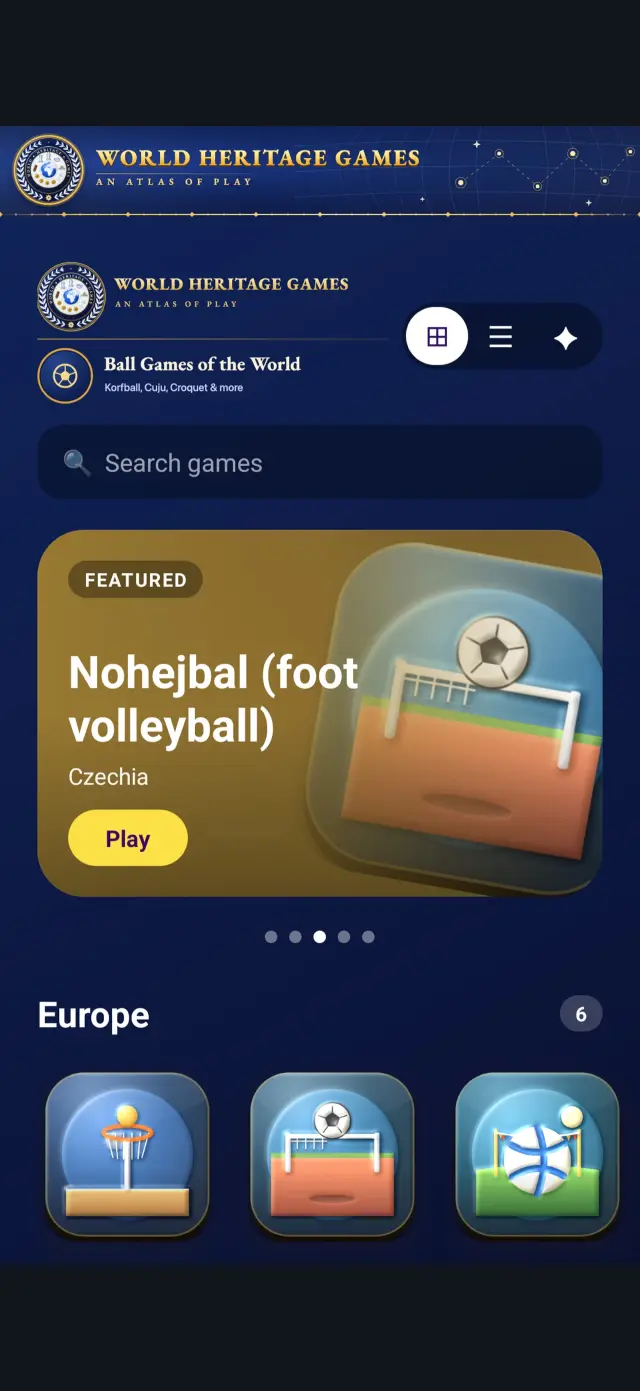 WORLD HERITAGE GAMES
AN ATLAS OF PLAY
WORLD HERITAGE GAMES
AN ATLAS OF PLAY
Ball Games of the World
Korfball, Cuju, Croquet & more
Search games
FEATURED
Nohejbal (foot
volleyball)
Czechia
Play
Europe
6